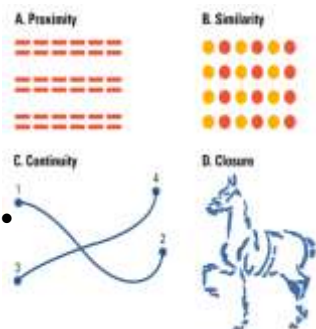 A. Proximity
B. Similarity
C. Continuity
D. Closure
1
4
2
3